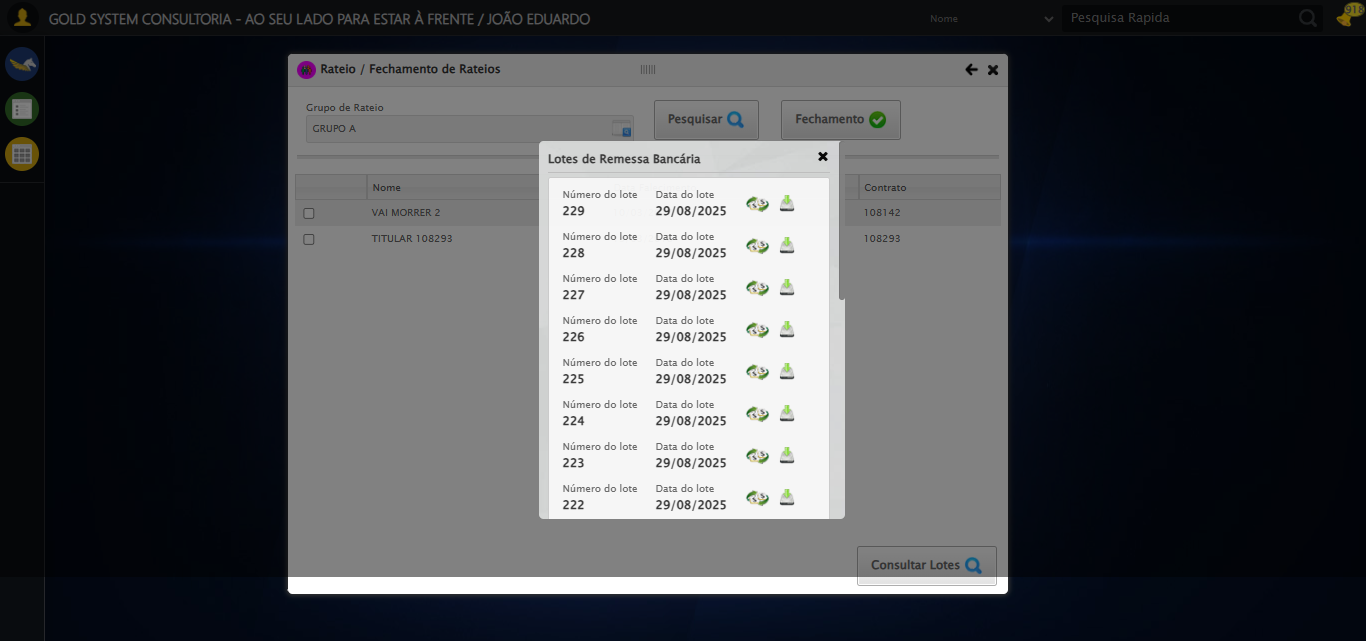 GOLD SYSTEM CONSULTORIA - AO SEU LADO PARA ESTAR À FRENTE / JOÃO EDUARDO
Nome
Pesquisa Rapida
918
Rateio / Fechamento de Rateios
Grupo de Rateio
GRUPO A
Pesquisar
Fechamento
Lotes de Remessa Bancária
Nome
Contrato
VAI MORRER 2
108142
TITULAR 108293
108293
Número do lote Data do lote
229 29/08/2025
Número do lote Data do lote
228 29/08/2025
Número do lote Data do lote
227 29/08/2025
Número do lote Data do lote
226 29/08/2025
Número do lote Data do lote
225 29/08/2025
Número do lote Data do lote
224 29/08/2025
Número do lote Data do lote
223 29/08/2025
Número do lote Data do lote
222 29/08/2025
Consultar Lotes